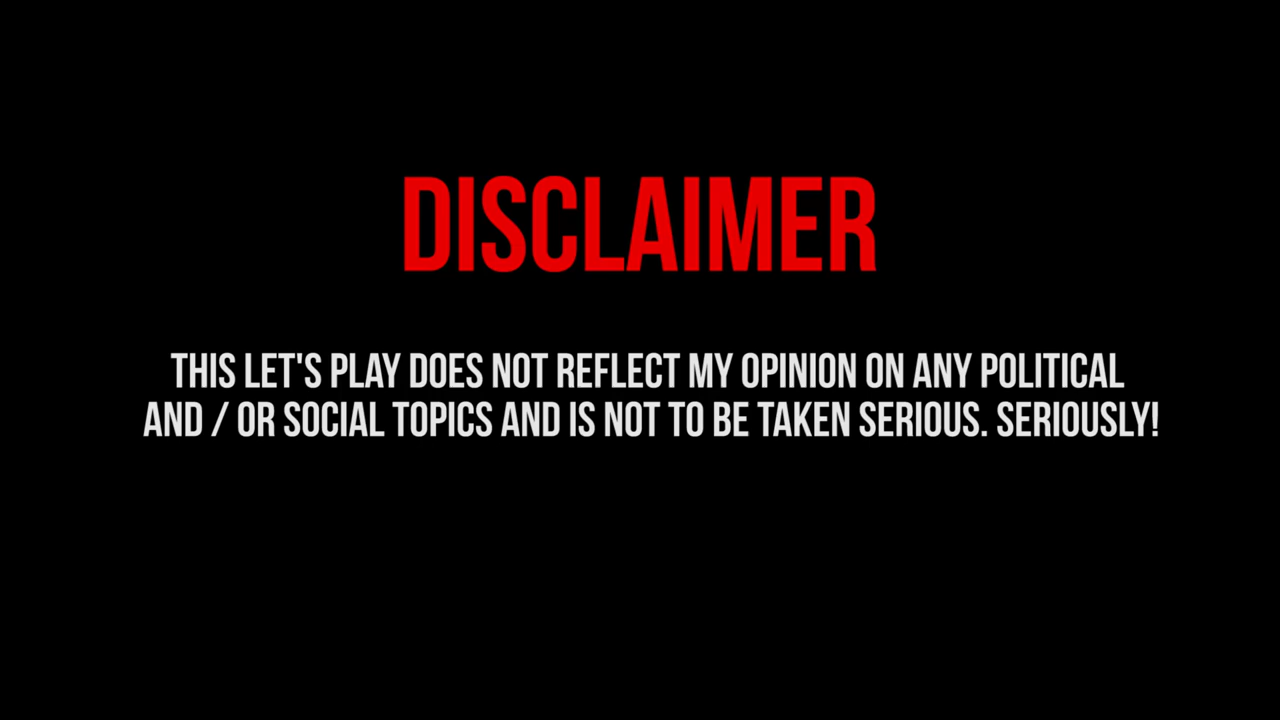 DISCLAIMER
THIS LET'S PLAY DOES NOT REFLECT MY OPINION ON ANY POLITICAL
AND / OR SOCIAL TOPICS AND IS NOT TO BE TAKEN SERIOUS. SERIOUSLY!